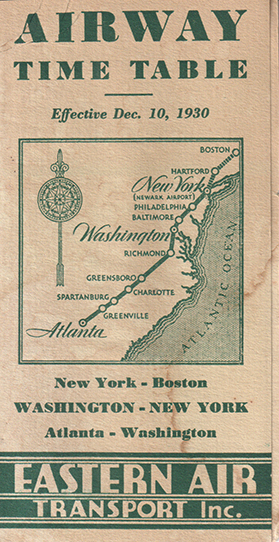 AIRWAY
TIME TABLE
Effective Dec. 10, 1930
BOSTON
HARTFORD
New York
(NEWARK AIRPORT)
PHILADELPHIA
BALTIMORE
Washington
RICHMOND
ATLANTIC OCEAN
GREENSBORO
SPARTANBURG
CHARLOTTE
GREENVILLE
Atlanta
New York - Boston
WASHINGTON - NEW YORK
Atlanta - Washington
EASTERN AIR
TRANSPORT Inc.